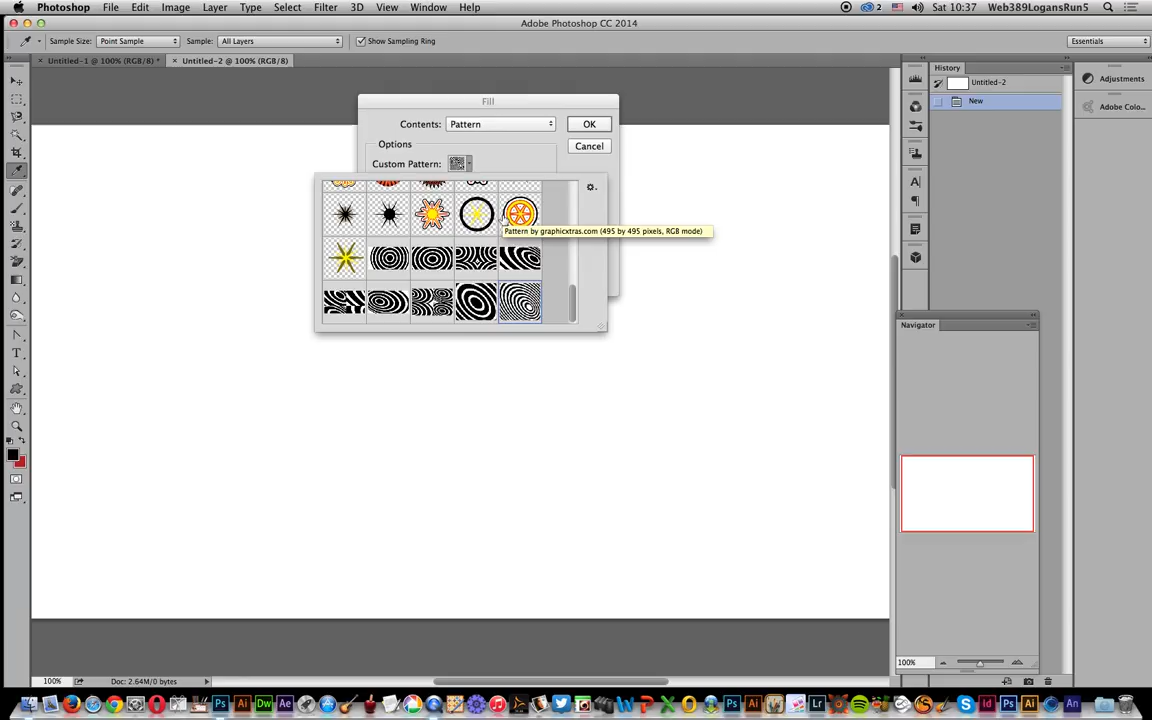 Photoshop File Edit Image Layer Type Select Filter 3D View Window Help 2 Sat 10:37 Web389LogansRun5
Adobe Photoshop CC 2014
Sample Size: Point Sample Sample: All Layers Show Sampling Ring Essentials
Untitled-1 @ 100% (RGB/8) * Untitled-2 @ 100% (RGB/8)
History
Untitled-2
New
Adjustments
Adobe Colo...
Fill
Contents: Pattern OK
Cancel
Options
Custom Pattern:
Pattern by graphicxtras.com (495 by 495 pixels, RGB mode)
Navigator
100%
100% Doc: 2.64M/0 bytes